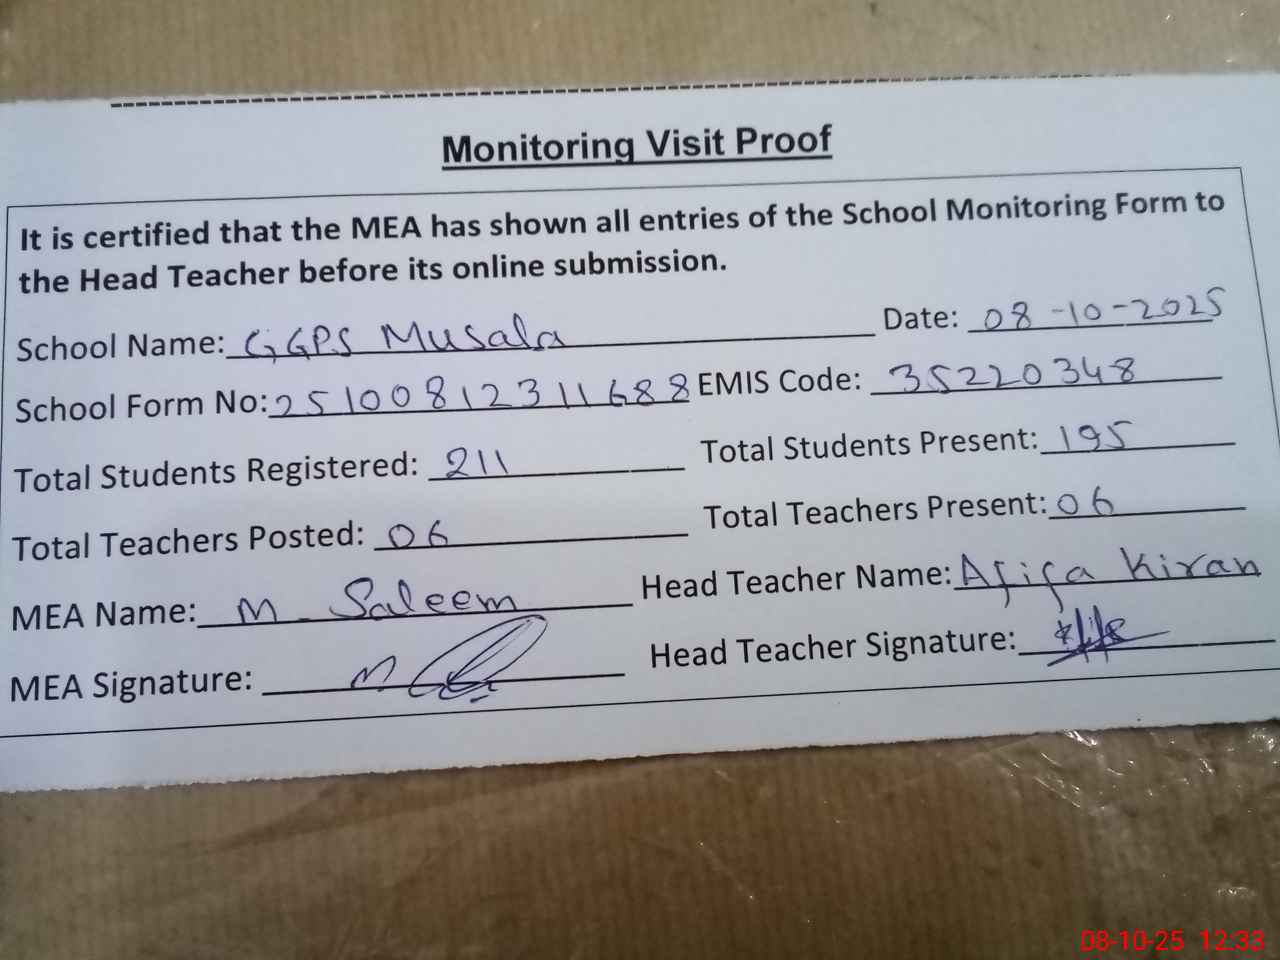 Monitoring Visit Proof
It is certified that the MEA has shown all entries of the School Monitoring Form to
the Head Teacher before its online submission.
School Name: GGPS Musala Date: 08-10-2025
School Form No: 25100812311688 EMIS Code: 35220348
Total Students Registered: 211 Total Students Present: 195
Total Teachers Posted: 06 Total Teachers Present: 06
MEA Name: M. Saleem Head Teacher Name: Afifa Kiran
MEA Signature: Head Teacher Signature:
08-10-25 12:33